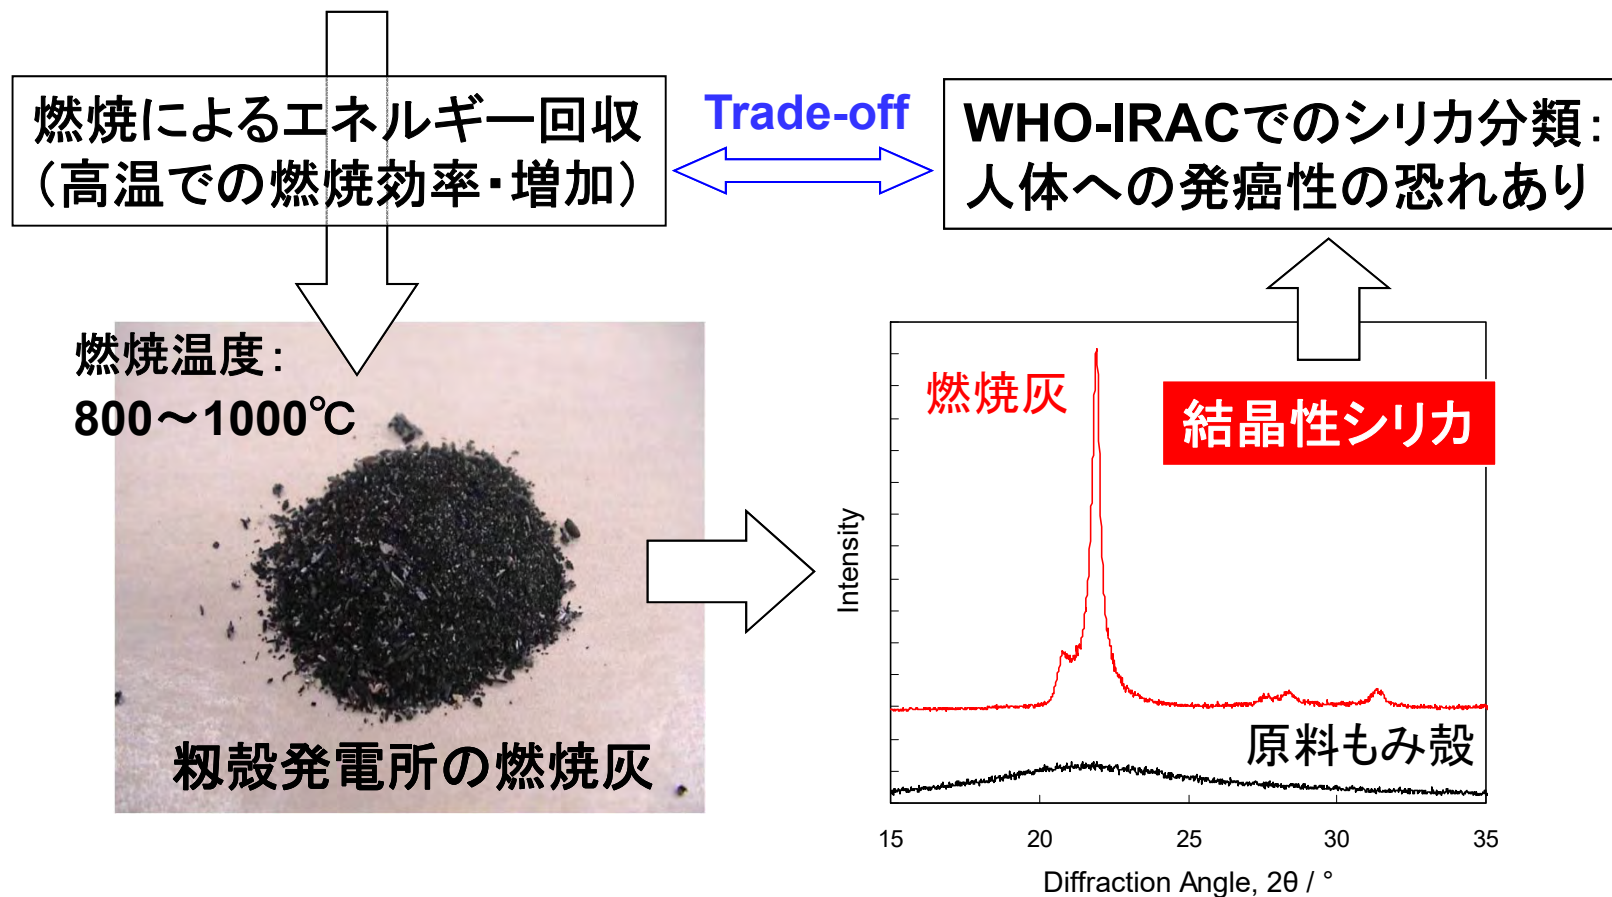 燃焼によるエネルギー回収
（高温での燃焼効率・増加）
Trade-off
WHO-IRACでのシリカ分類：
人体への発癌性の恐れあり
燃焼温度：
800～1000℃
籾殻発電所の燃焼灰
燃焼灰
結晶性シリカ
原料もみ殻
Intensity
15 20 25 30 35
Diffraction Angle, 2θ / °